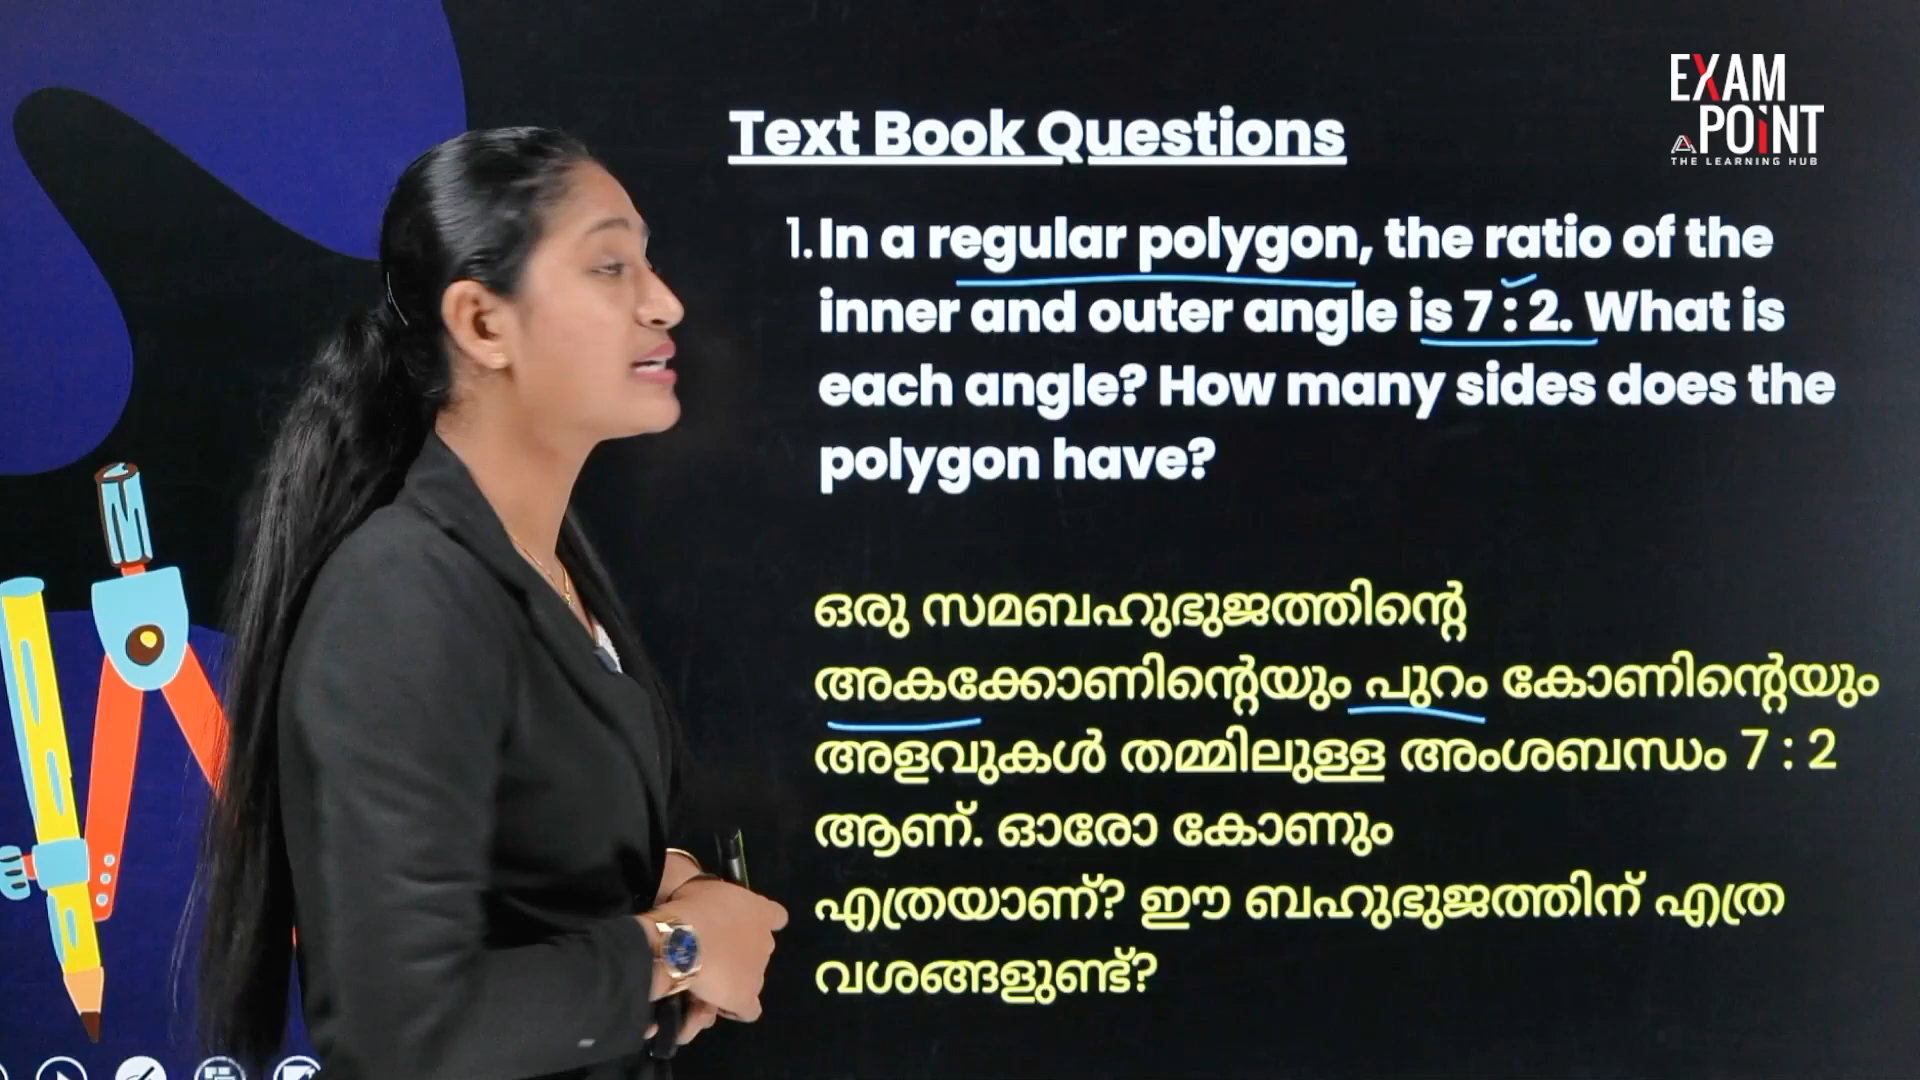 EXAM
POINT
THE LEARNING HUB
Text Book Questions
1. In a regular polygon, the ratio of the
inner and outer angle is 7 : 2. What is
each angle? How many sides does the
polygon have?
ഒരു സമബഹുഭുജത്തിന്റെ
അകക്കോണിന്റെയും പുറം കോണിന്റെയും
അളവുകൾ തമ്മിലുള്ള അംശബന്ധം 7 : 2
ആണ്. ഓരോ കോണും
എത്രയാണ്? ഈ ബഹുഭുജത്തിന് എത്ര
വശങ്ങളുണ്ട്?